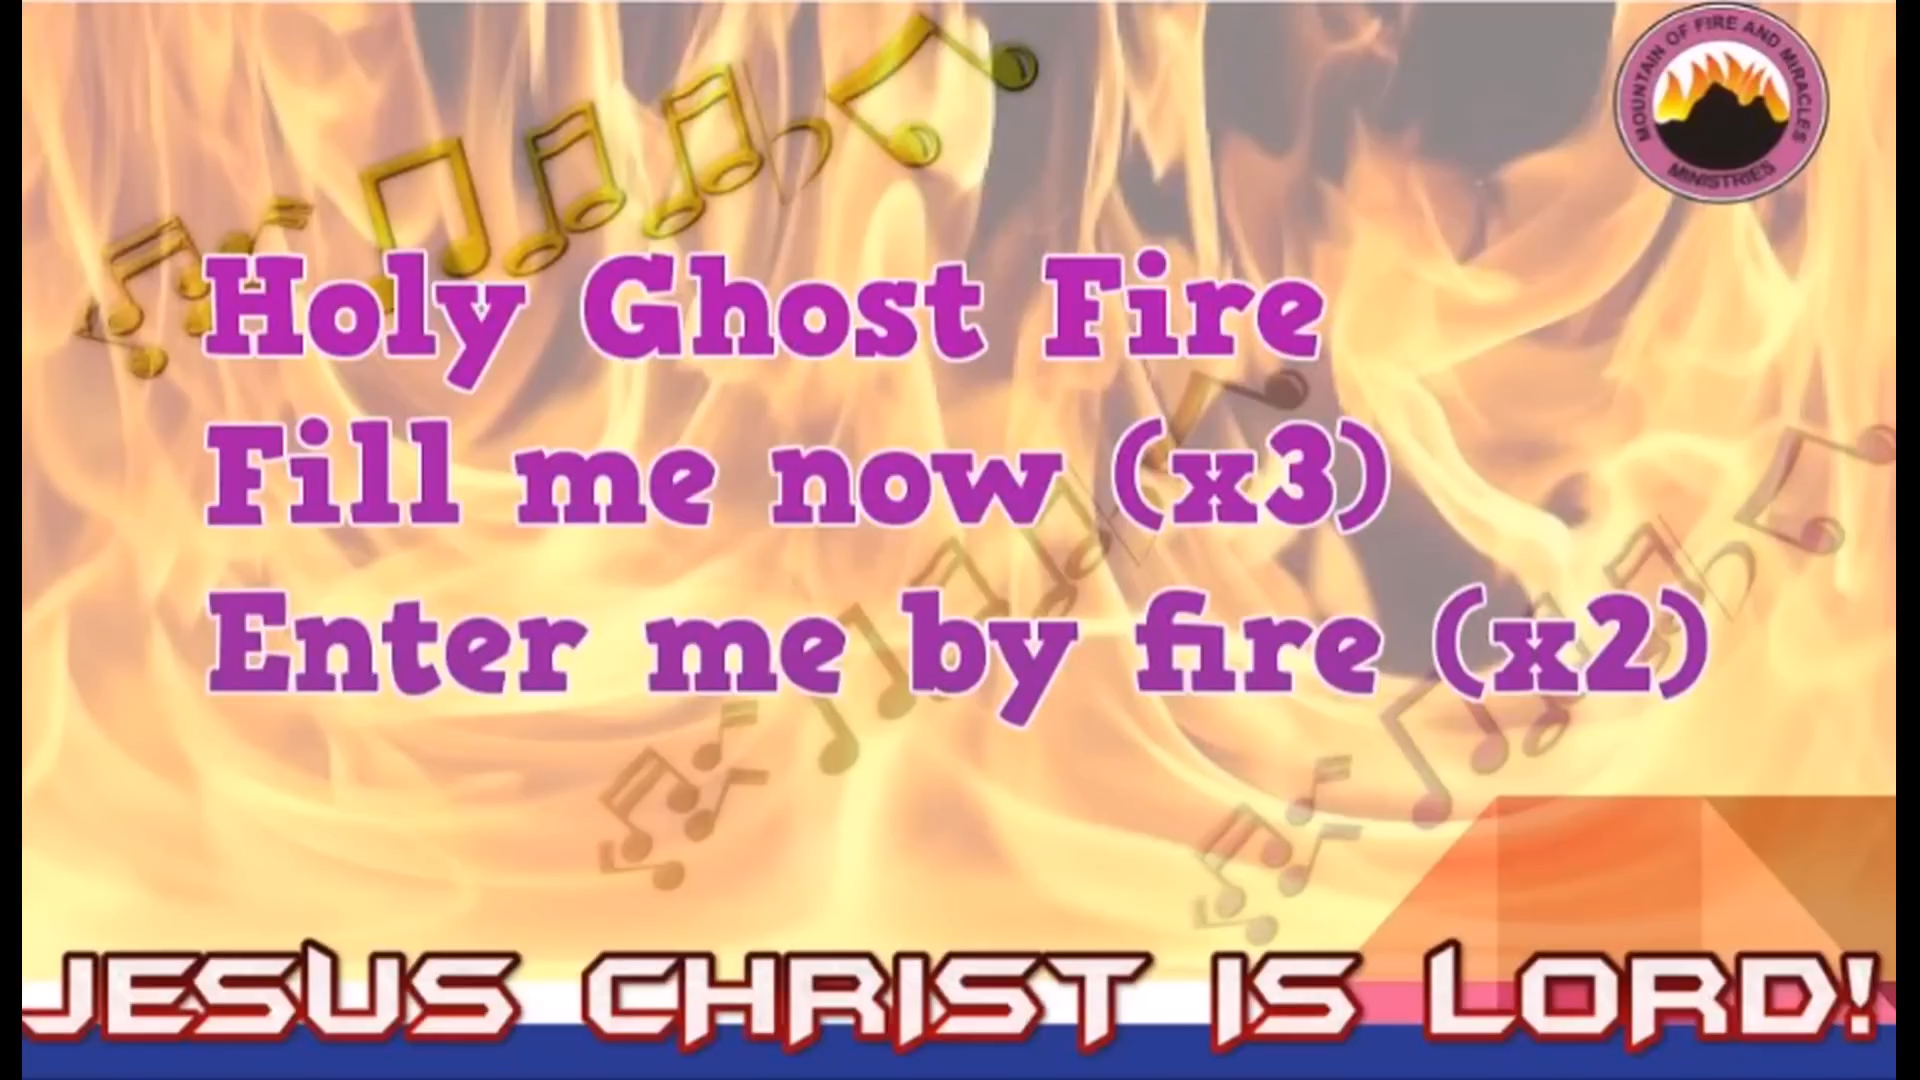 MOUNTAIN OF FIRE AND MIRACLES
MINISTRIES
Holy Ghost Fire
Fill me now (x3)
Enter me by fire (x2)
JESUS CHRIST IS LORD!